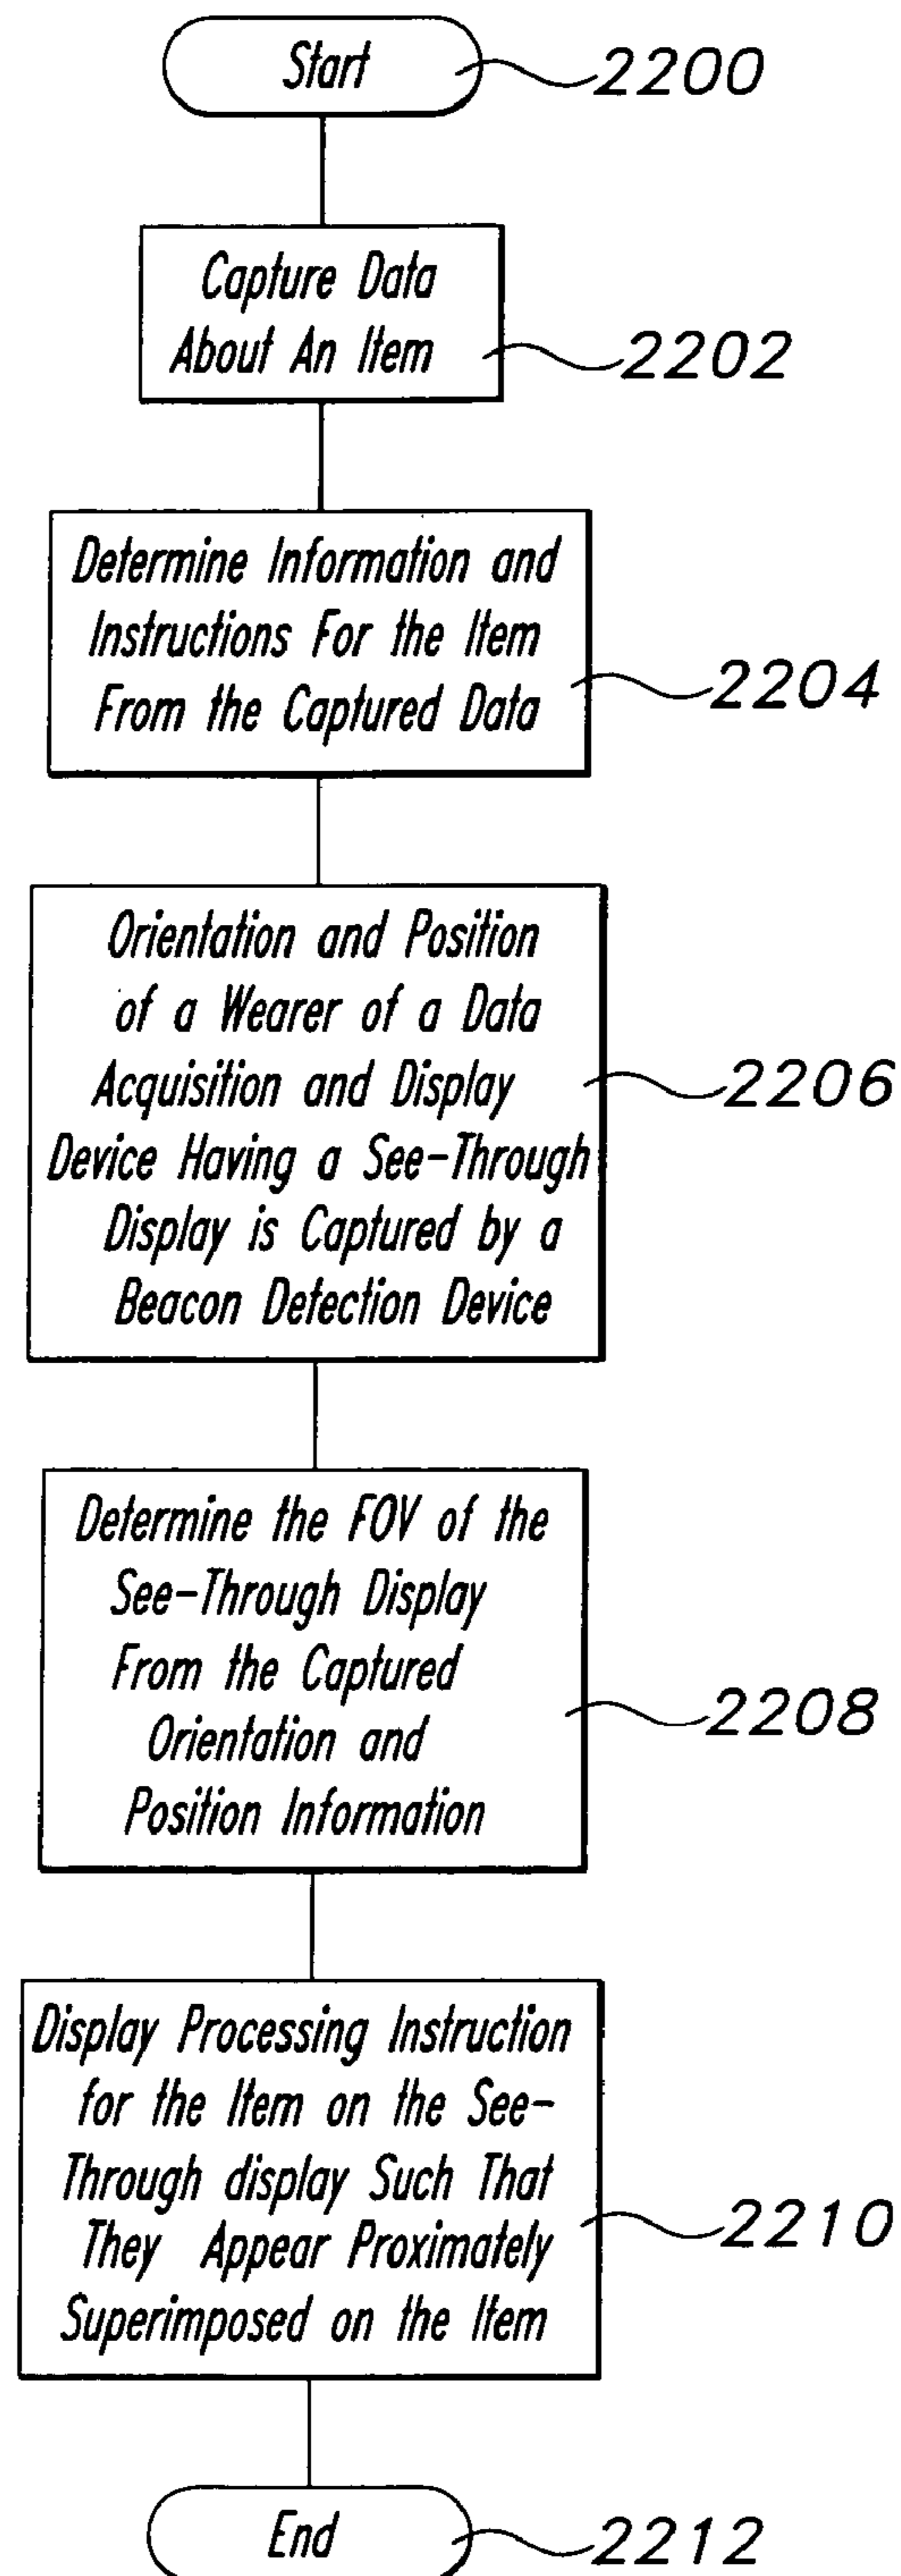 Start
2200
Capture Data
About An Item
2202
Determine Information and
Instructions For the Item
From the Captured Data
2204
Orientation and Position
of a Wearer of a Data
Acquisition and Display
Device Having a See-Through
Display is Captured by a
Beacon Detection Device
2206
Determine the FOV of the
See-Through Display
From the Captured
Orientation and
Position Information
2208
Display Processing Instruction
for the Item on the See-
Through display Such That
They Appear Proximately
Superimposed on the Item
2210
End
2212